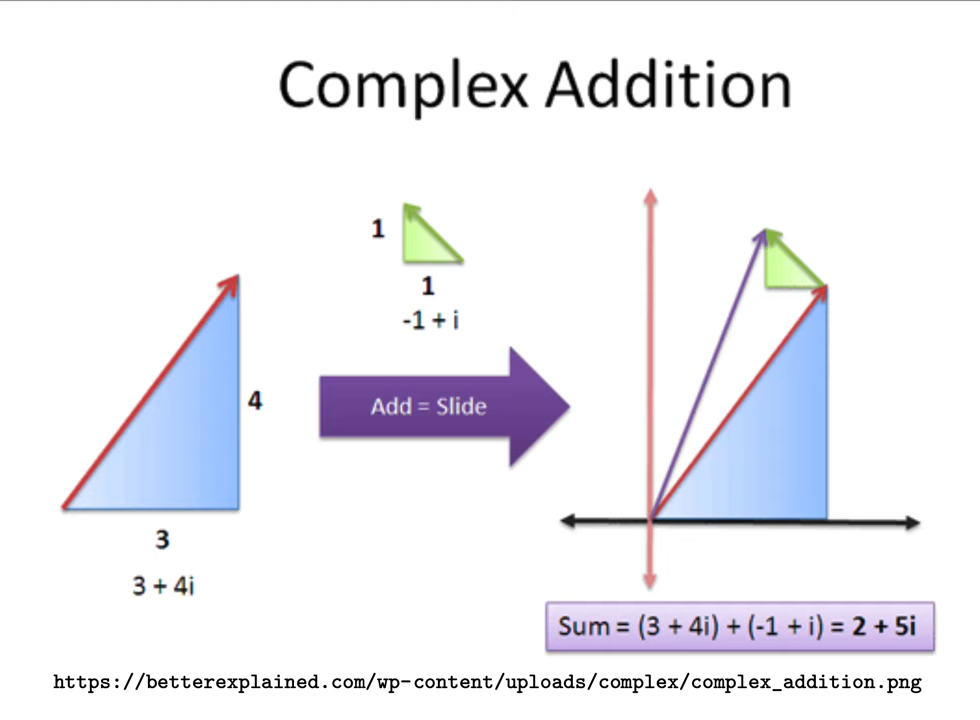 Complex Addition
1
1
-1 + i
4
Add = Slide
3
3 + 4i
Sum = (3 + 4i) + (-1 + i) = 2 + 5i
https://betterexplained.com/wp-content/uploads/complex/complex_addition.png